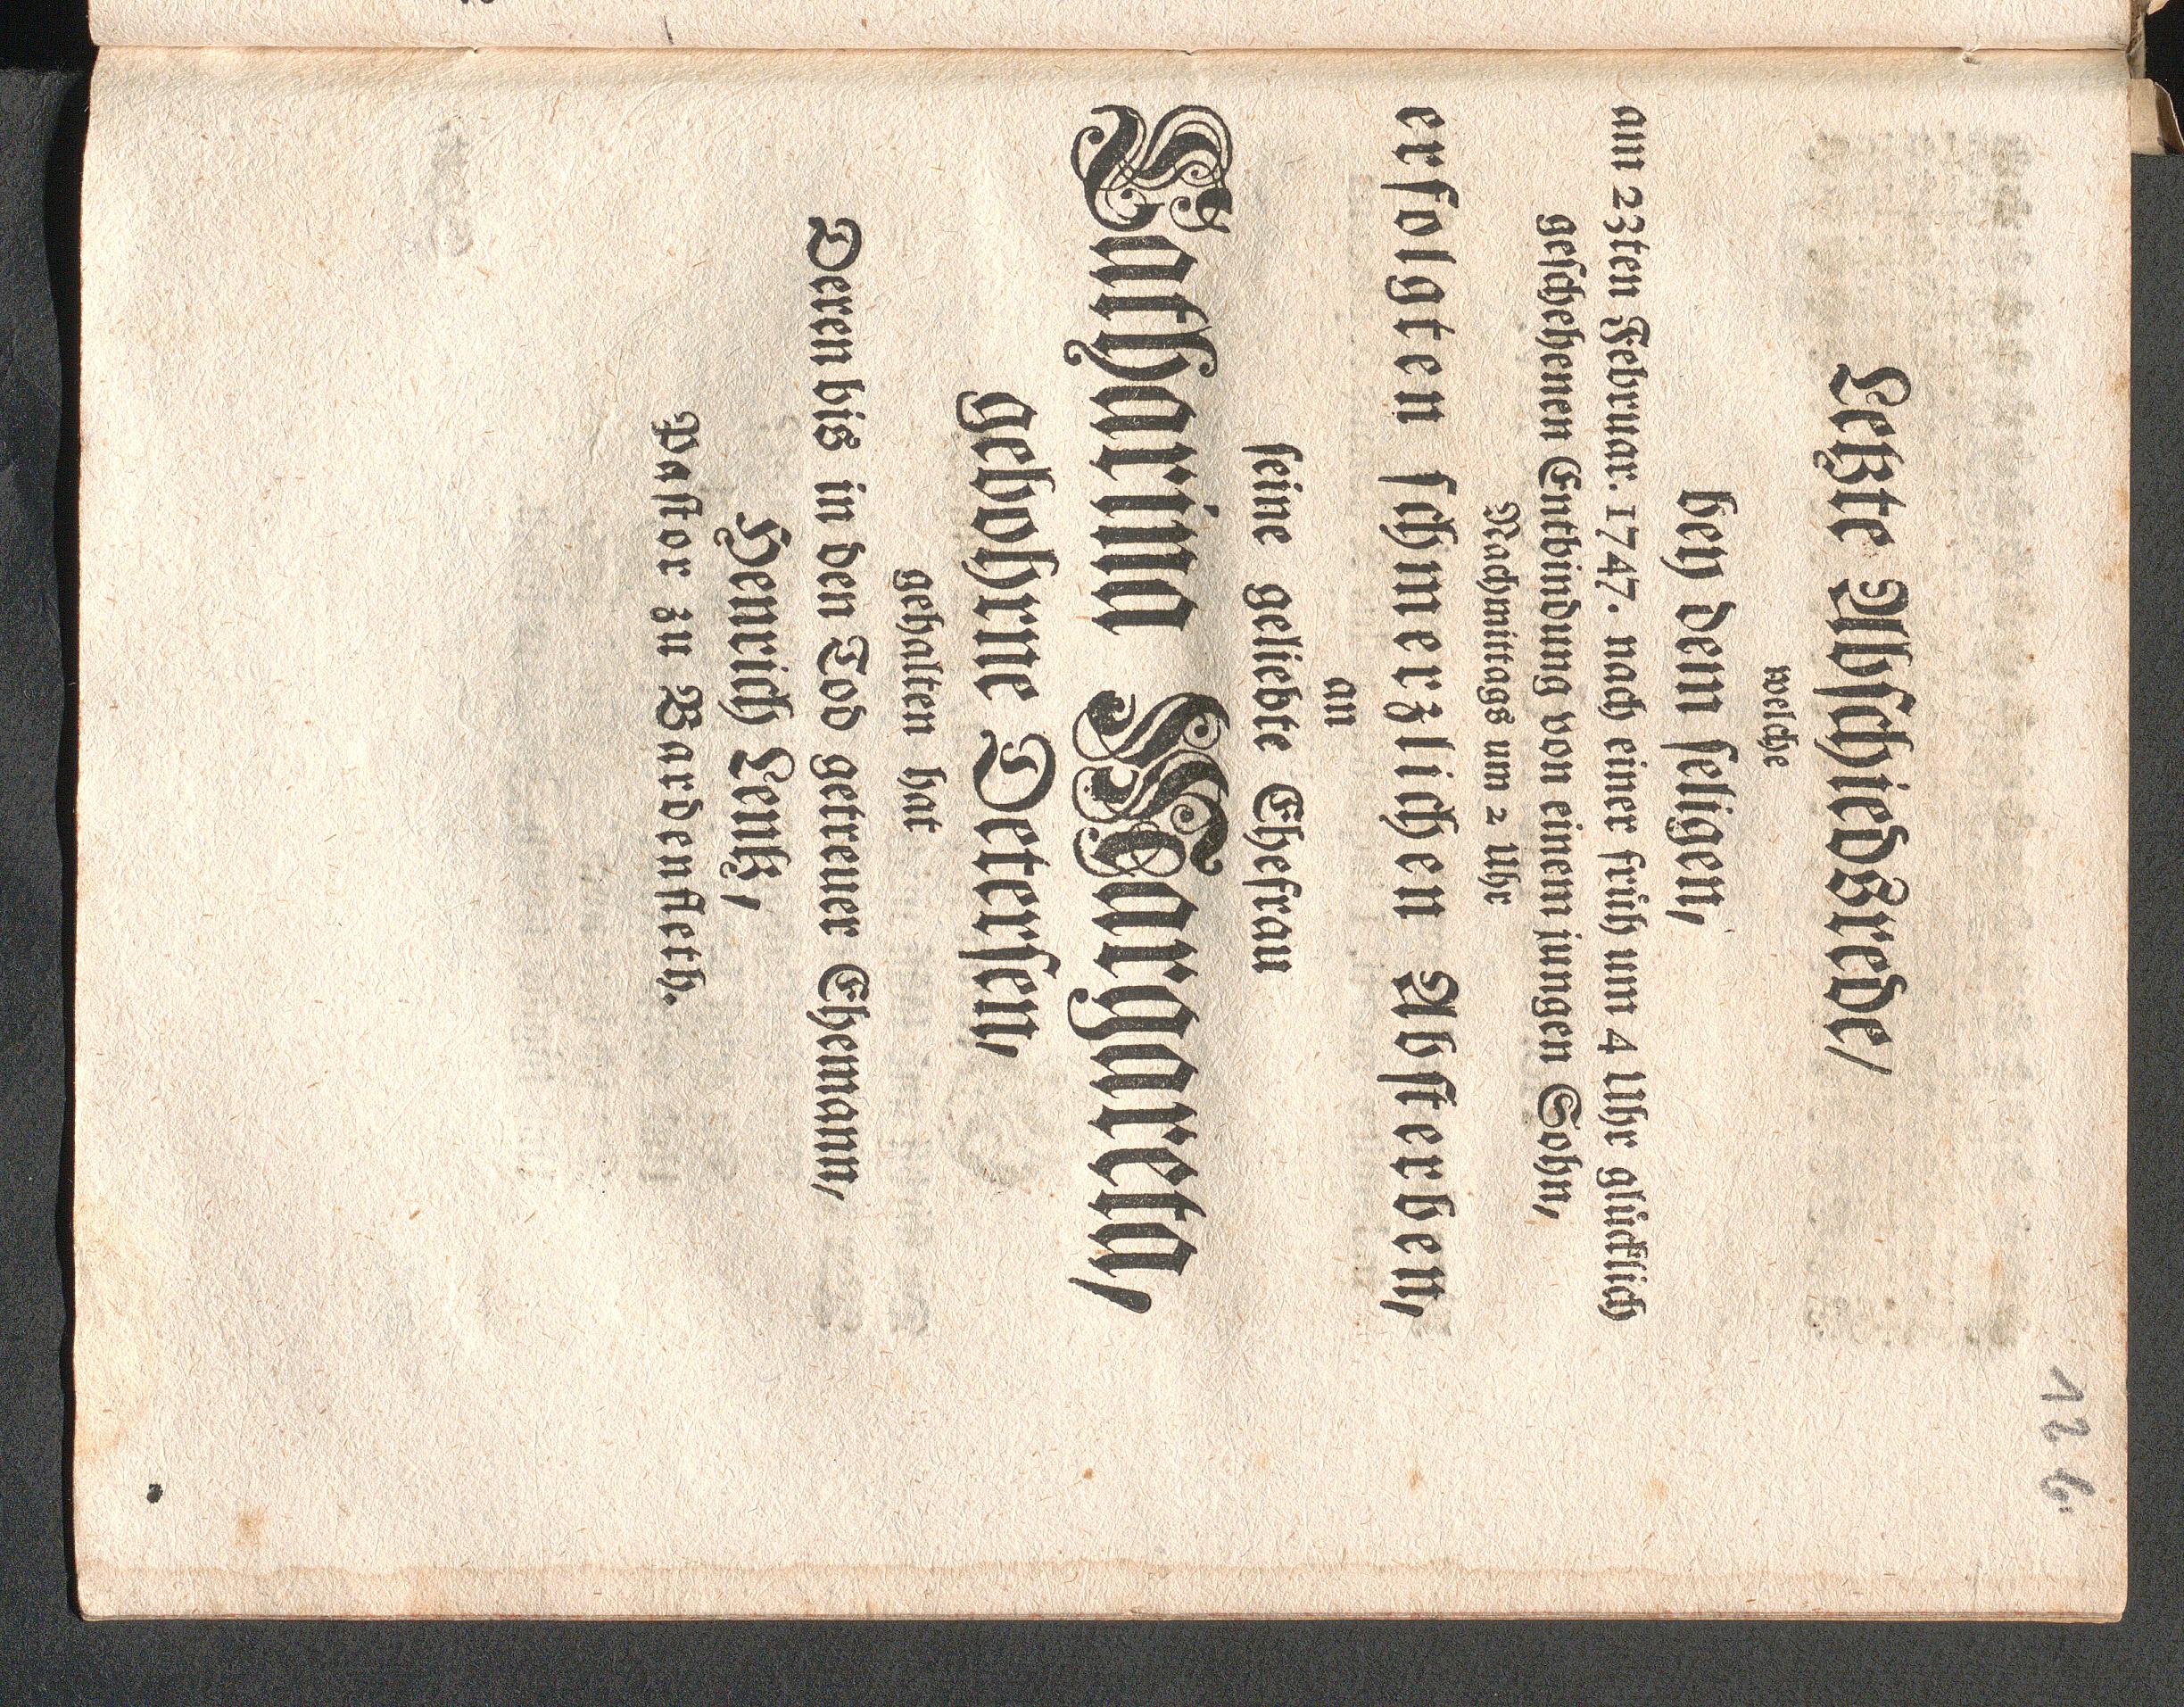 126
Letzte Abschiedsrede/
welche
bey dem seligen,
am 23ten Februar. 1747. nach einer früh um 4 Uhr glücklich
geschehenen Entbindung von einem jungen Sohn,
Nachmittags um 2 Uhr
erfolgten schmerzlichen Absterben,
an
seine geliebte Ehefrau
Catharina Margareta,
gebohrne Detersen,
gehalten hat
Deren bis in den Tod getreuer Ehemann,
Henrich Lentz,
Pastor zu Bardenfleth.